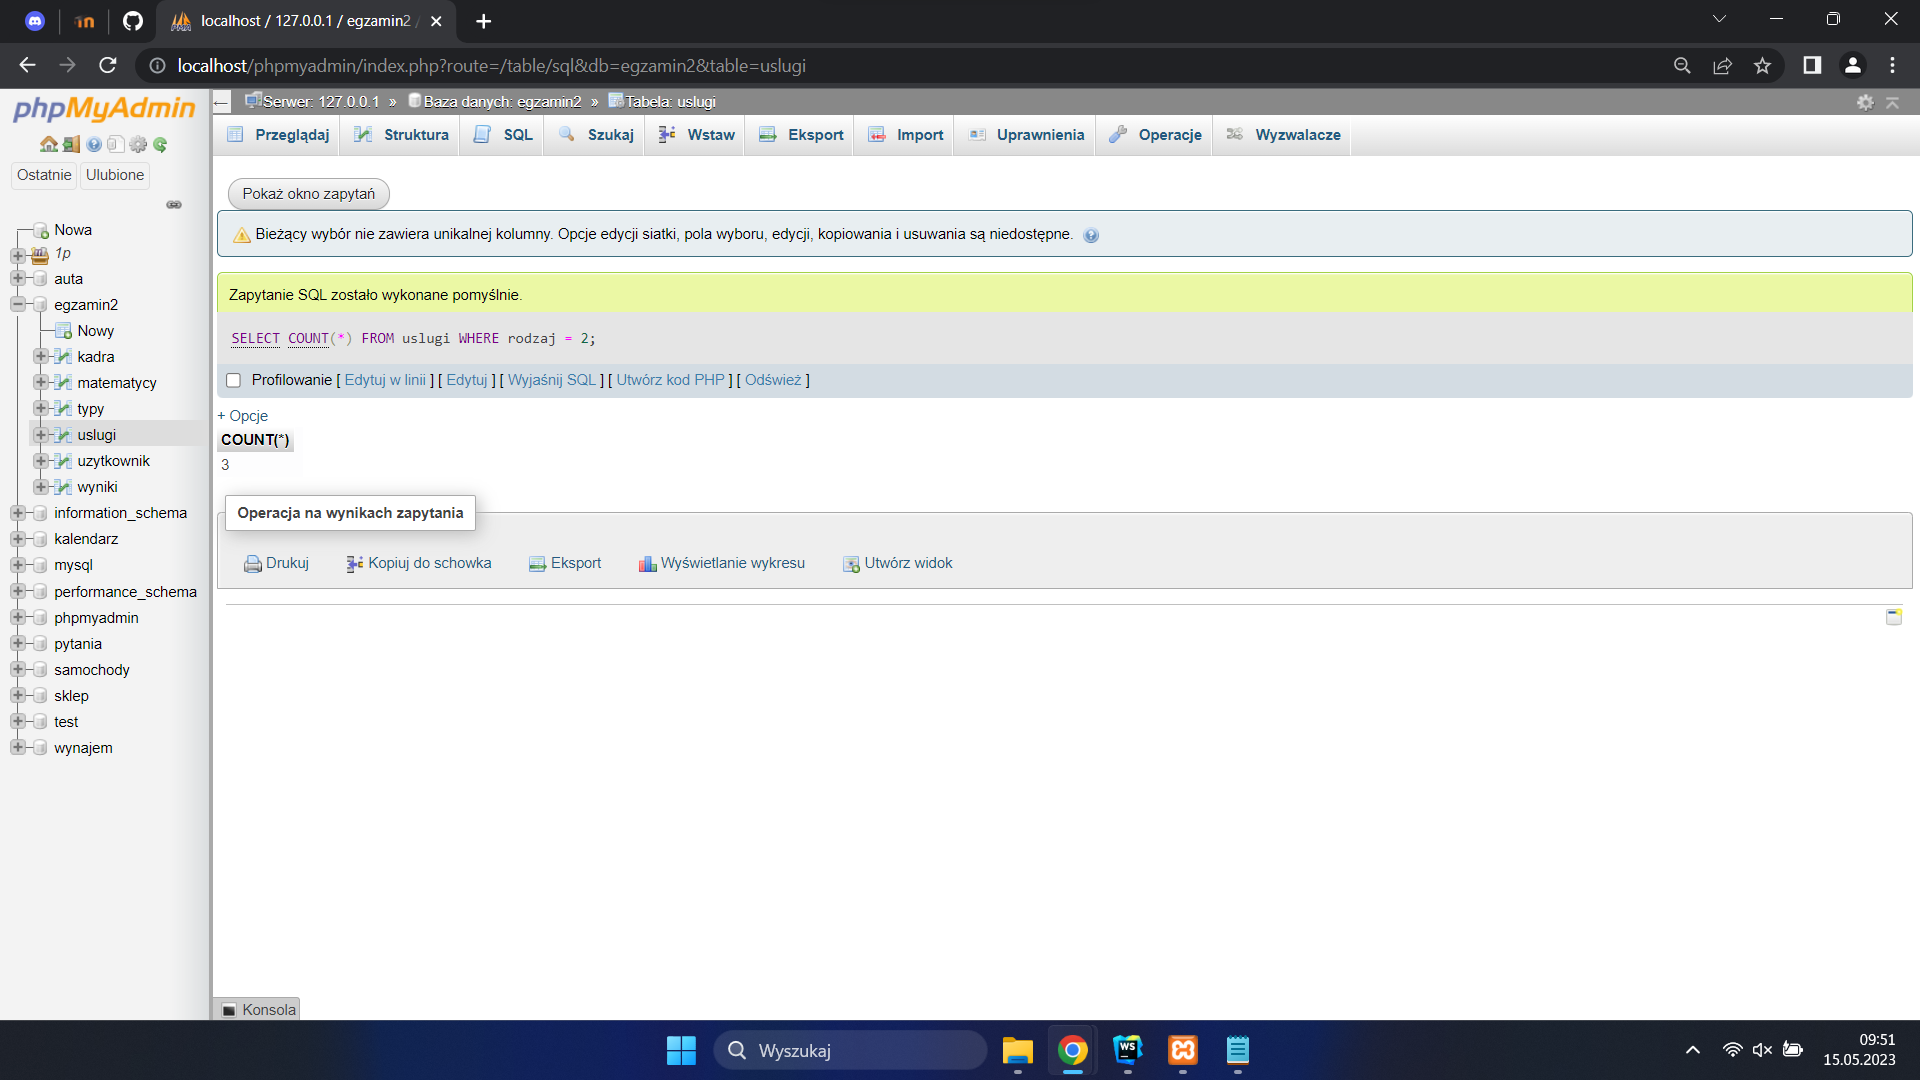 localhost / 127.0.0.1 / egzamin2 /
localhost/phpmyadmin/index.php?route=/table/sql&db=egzamin2&table=uslugi
phpMyAdmin
Ostatnie
Ulubione
Nowa
1p
auta
egzamin2
Nowy
kadra
matematycy
typy
uslugi
uzytkownik
wyniki
information_schema
kalendarz
mysql
performance_schema
phpmyadmin
pytania
samochody
sklep
test
wynajem
Serwer: 127.0.0.1 » Baza danych: egzamin2 » Tabela: uslugi
Przeglądaj
Struktura
SQL
Szukaj
Wstaw
Eksport
Import
Uprawnienia
Operacje
Wyzwalacze
Pokaż okno zapytań
Bieżący wybór nie zawiera unikalnej kolumny. Opcje edycji siatki, pola wyboru, edycji, kopiowania i usuwania są niedostępne.
Zapytanie SQL zostało wykonane pomyślnie.
SELECT COUNT(*) FROM uslugi WHERE rodzaj = 2;
Profilowanie [ Edytuj w linii ] [ Edytuj ] [ Wyjaśnij SQL ] [ Utwórz kod PHP ] [ Odśwież ]
+ Opcje
COUNT(*)
3
Operacja na wynikach zapytania
Drukuj
Kopiuj do schowka
Eksport
Wyświetlanie wykresu
Utwórz widok
Konsola
Wyszukaj
WS
09:51
15.05.2023